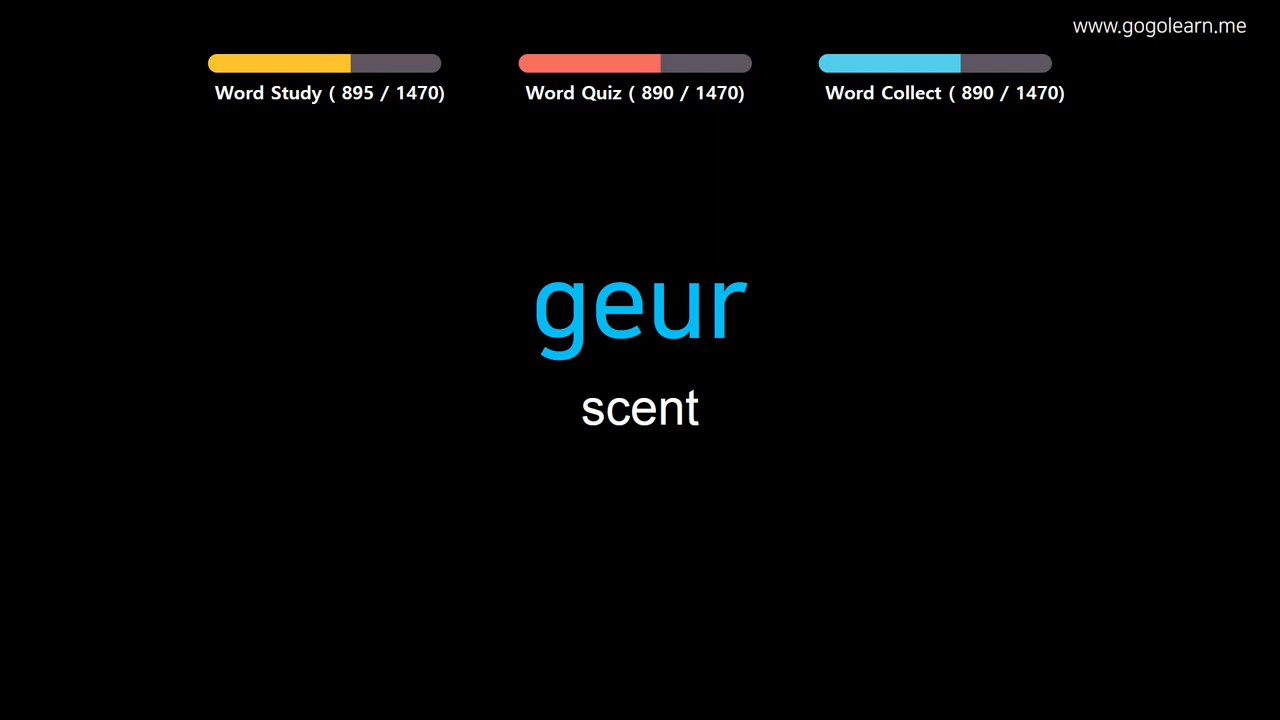 www.gogolearn.me
Word Study ( 895 / 1470)
Word Quiz ( 890 / 1470)
Word Collect ( 890 / 1470)
geur
scent